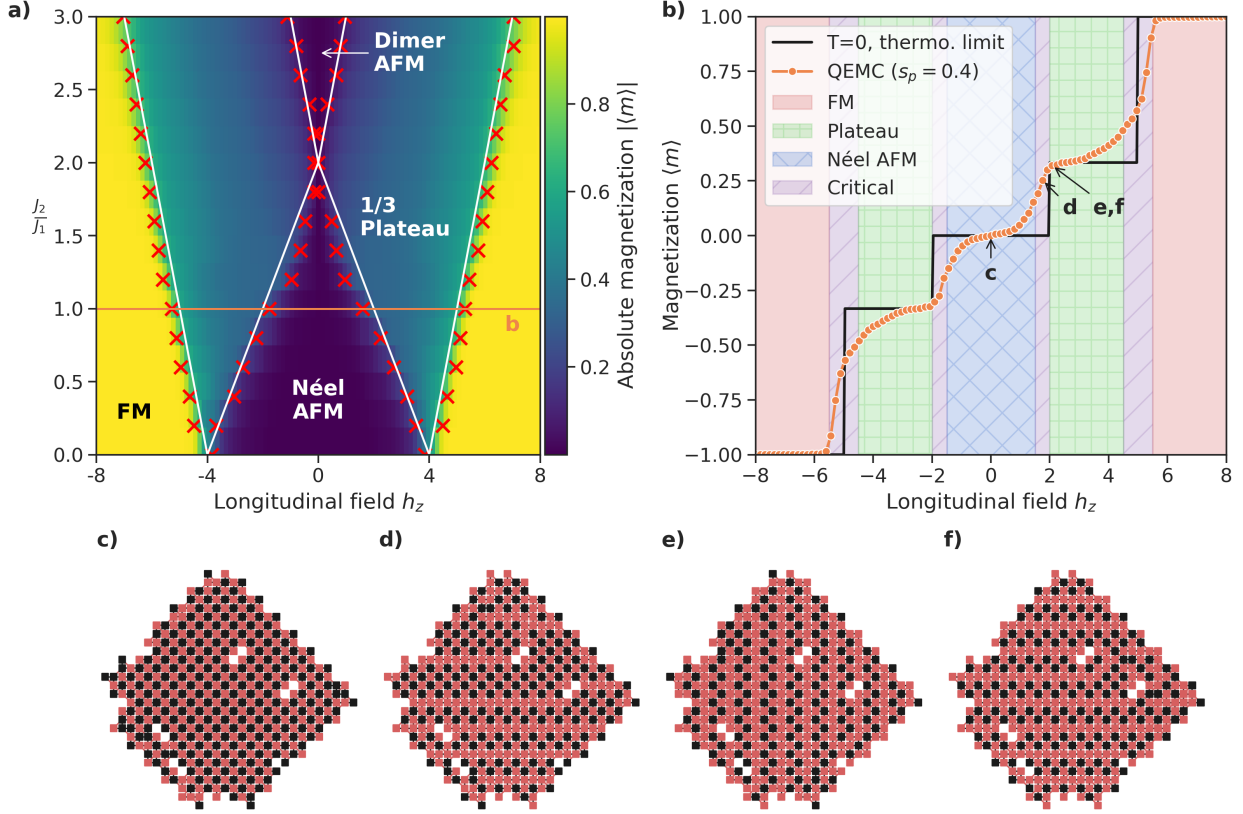 a)
3.0
2.5
2.0
1.5
1.0
0.5
0.0
J₂
J₁
Dimer
AFM
1/3
Plateau
b
Néel
AFM
FM
-8
-4
0
4
8
Longitudinal field h_z
0.8
0.6
0.4
0.2
Absolute magnetization |⟨m⟩|
b)
1.00
0.75
0.50
0.25
0.00
−0.25
−0.50
−0.75
−1.00
Magnetization ⟨m⟩
T=0, thermo. limit
QEMC (s_p = 0.4)
FM
Plateau
Néel AFM
Critical
d
e,f
c
−8
−6
−4
−2
0
2
4
6
8
Longitudinal field h_z
c)
d)
e)
f)